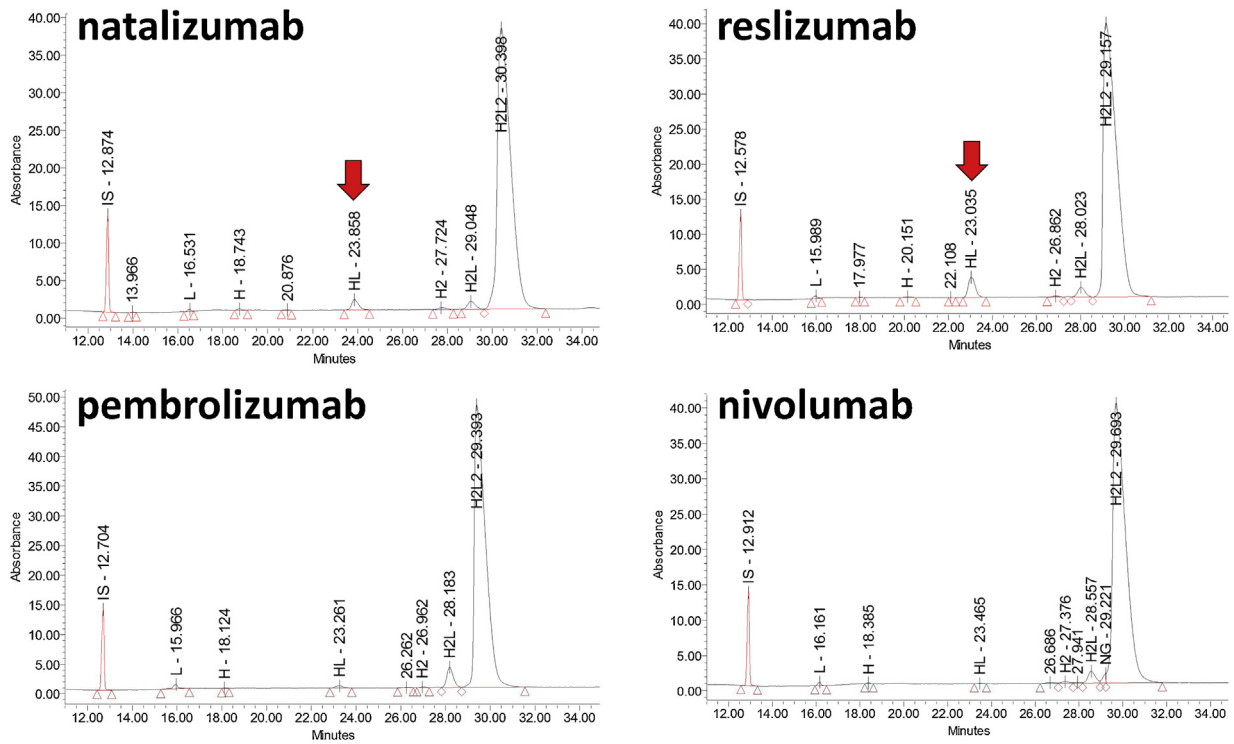 natalizumab
Absorbance
40.00
35.00
30.00
25.00
20.00
15.00
10.00
5.00
0.00
IS - 12.874
13.966
L - 16.531
H - 18.743
20.876
HL - 23.858
H2 - 27.724
H2L - 29.048
H2L2 - 30.398
12.00 14.00 16.00 18.00 20.00 22.00 24.00 26.00 28.00 30.00 32.00 34.00
Minutes
reslizumab
Absorbance
40.00
35.00
30.00
25.00
20.00
15.00
10.00
5.00
0.00
IS - 12.578
L - 15.989
17.977
H - 20.151
22.108
HL - 23.035
H2 - 26.862
H2L - 28.023
H2L2 - 29.157
12.00 14.00 16.00 18.00 20.00 22.00 24.00 26.00 28.00 30.00 32.00 34.00
Minutes
pembrolizumab
Absorbance
50.00
45.00
40.00
35.00
30.00
25.00
20.00
15.00
10.00
5.00
0.00
IS - 12.704
L - 15.966
H - 18.124
HL - 23.261
26.262
H2 - 26.962
H2L - 28.183
H2L2 - 29.393
12.00 14.00 16.00 18.00 20.00 22.00 24.00 26.00 28.00 30.00 32.00 34.00
Minutes
nivolumab
Absorbance
40.00
35.00
30.00
25.00
20.00
15.00
10.00
5.00
0.00
IS - 12.912
L - 16.161
H - 18.385
HL - 23.465
26.686
H2 - 27.376
27.941
H2L - 28.557
NG - 29.221
H2L2 - 29.693
12.00 14.00 16.00 18.00 20.00 22.00 24.00 26.00 28.00 30.00 32.00 34.00
Minutes